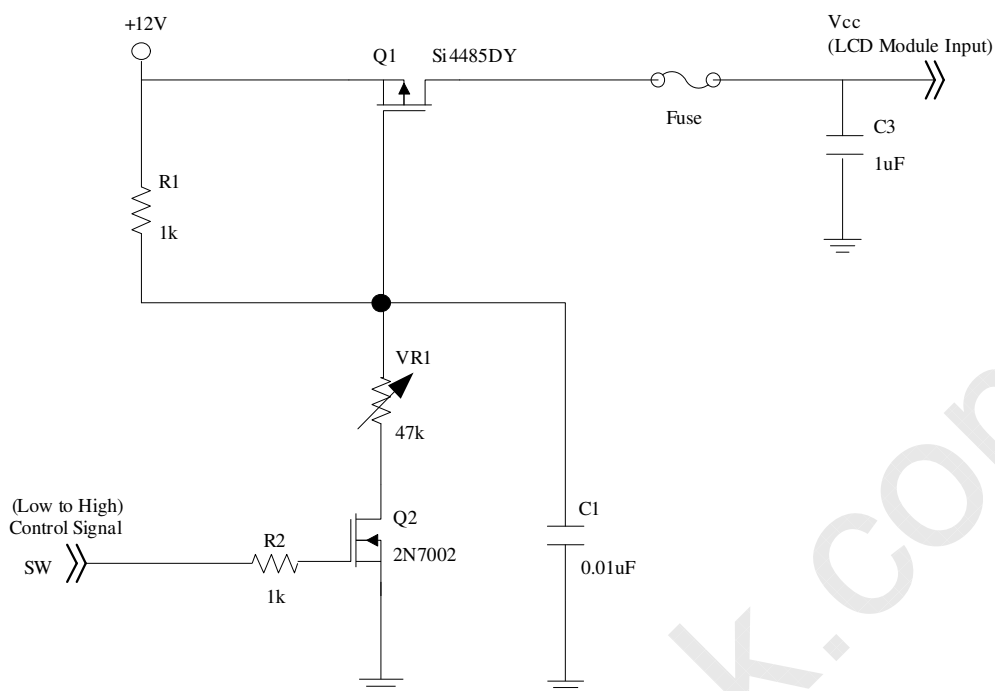 +12V
Q1
Si4485DY
Vcc
(LCD Module Input)
Fuse
C3
1uF
R1
1k
VR1
47k
(Low to High)
Control Signal
SW
R2
1k
Q2
2N7002
C1
0.01uF
k.com